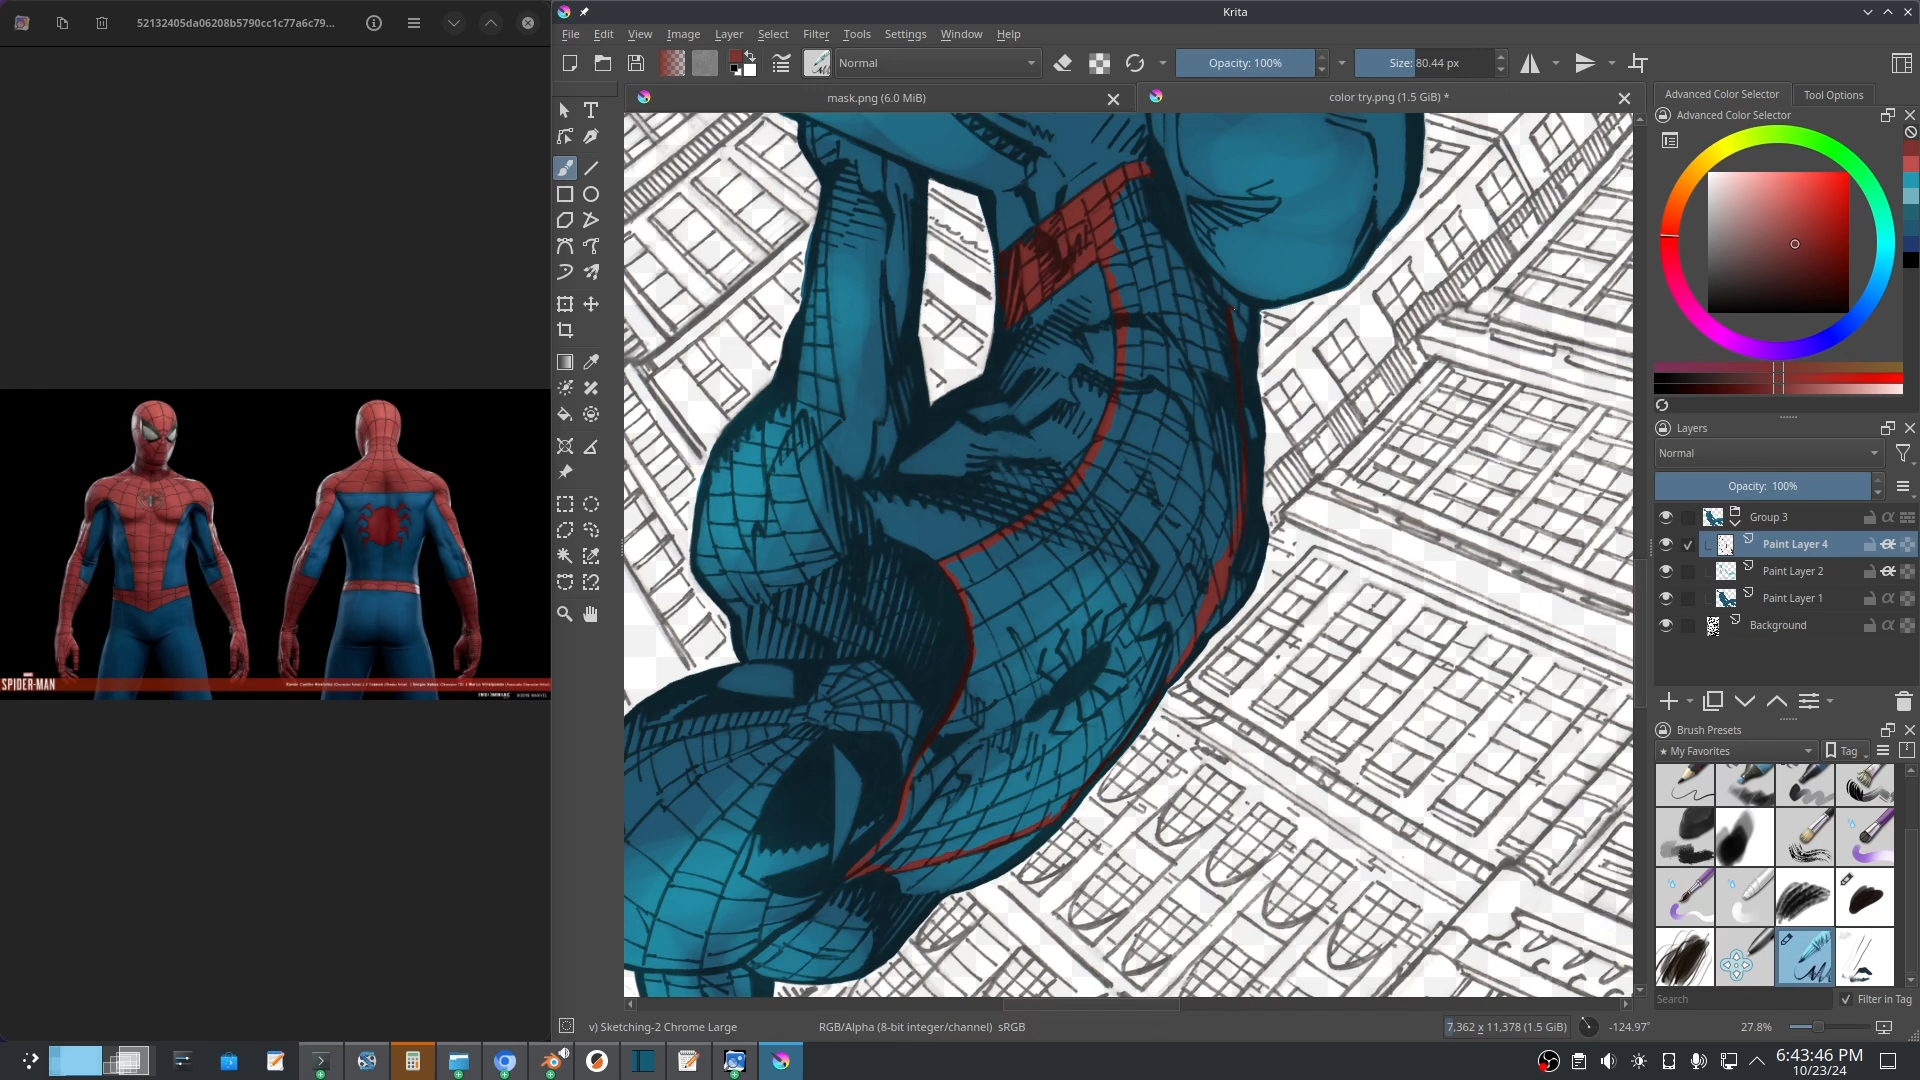 52132405da06208b5790cc1c77a6c79...
Krita
File Edit View Image Layer Select Filter Tools Settings Window Help
Normal
Opacity: 100%
Size: 80.44 px
mask.png (6.0 MiB)
color try.png (1.5 GiB) *
Advanced Color Selector
Tool Options
Advanced Color Selector
Layers
Normal
Opacity: 100%
Group 3
Paint Layer 4
Paint Layer 2
Paint Layer 1
Background
Brush Presets
★ My Favorites
Tag
Search
Filter in Tag
MARVEL
SPIDER-MAN
v) Sketching-2 Chrome Large
RGB/Alpha (8-bit integer/channel) sRGB
7,362 x 11,378 (1.5 GiB)
-124.97°
27.8%
6:43:46 PM
10/23/24